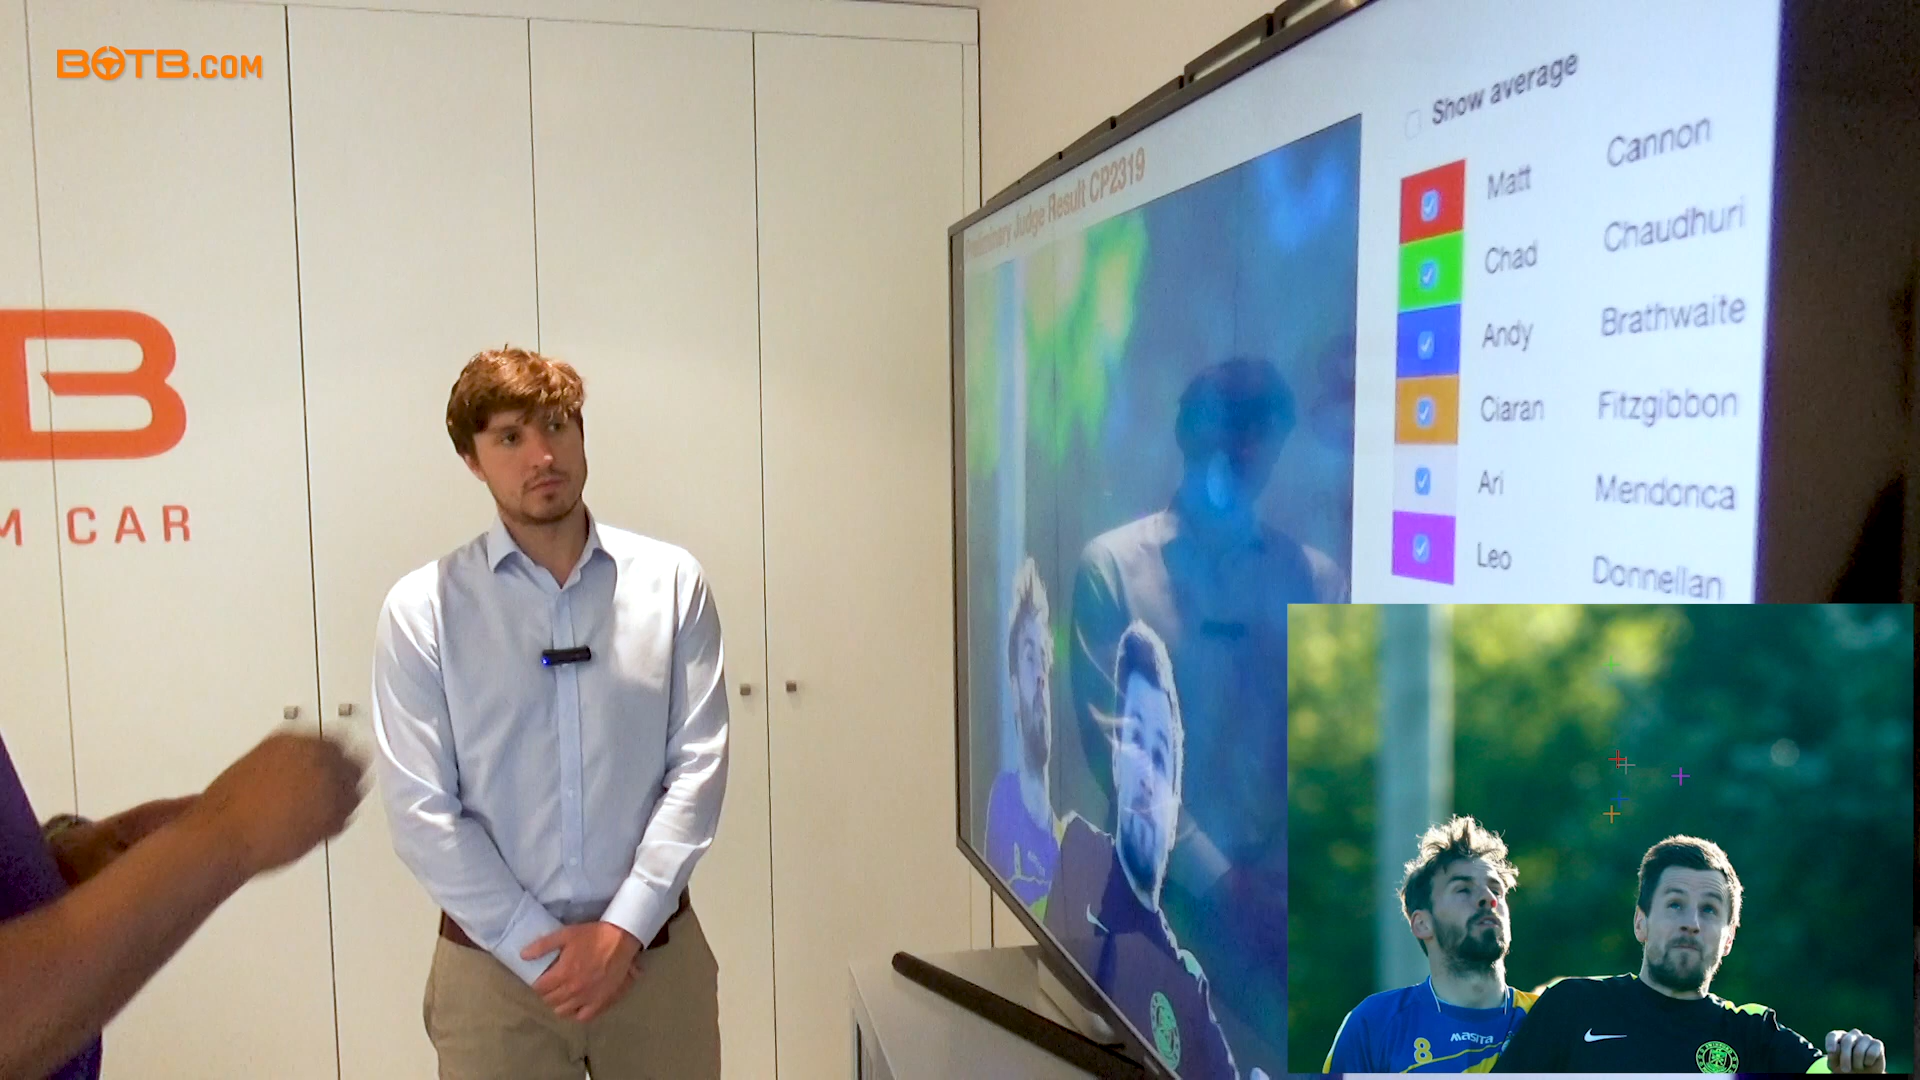 BOTB.COM
B
M CAR
Preliminary Judge Result CP2319
Show average
Matt Cannon
Chad Chaudhuri
Andy Brathwaite
Ciaran Fitzgibbon
Ari Mendonca
Leo Donnellan
masita
8